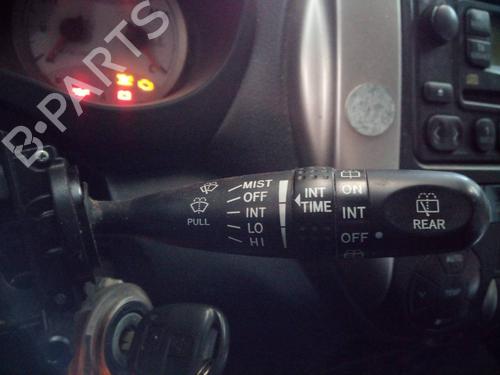 B-PARTS
MIST
OFF
INT
LO
HI
PULL
INT
TIME
ON
INT
OFF
REAR